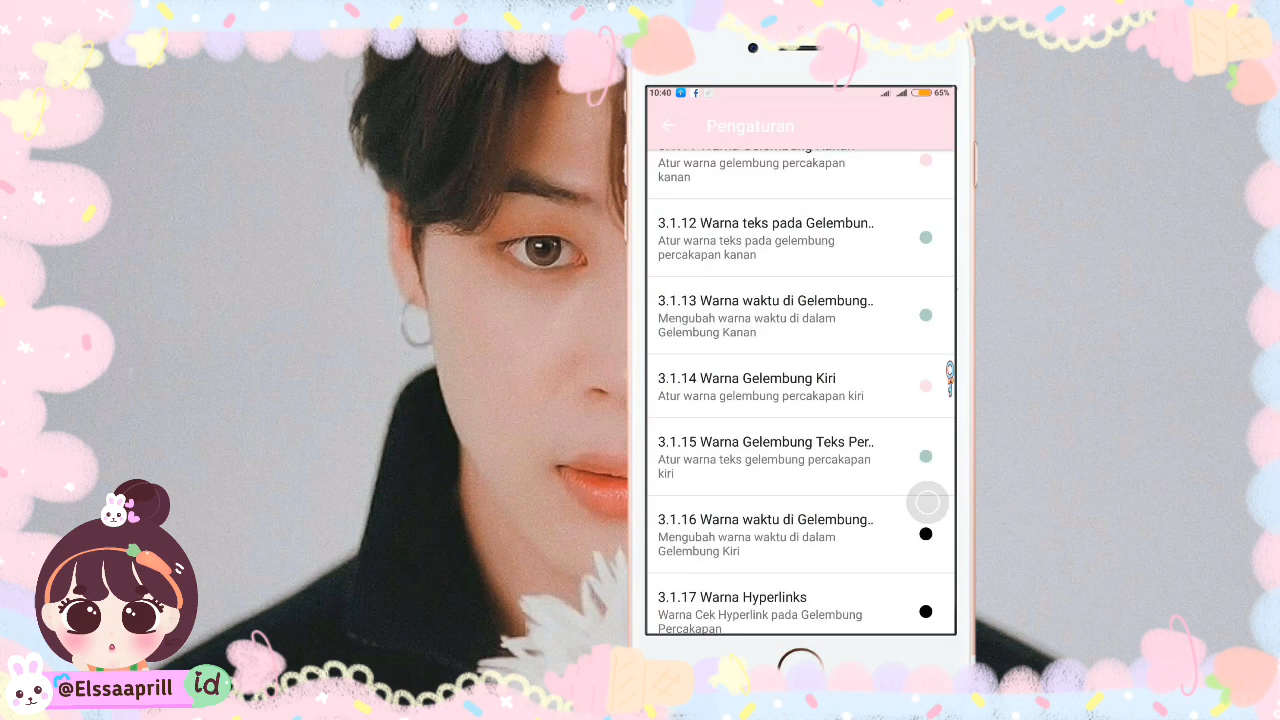 10:40
65%
Pengaturan
Atur warna gelembung percakapan
kanan
3.1.12 Warna teks pada Gelembun..
Atur warna teks pada gelembung
percakapan kanan
3.1.13 Warna waktu di Gelembung..
Mengubah warna waktu di dalam
Gelembung Kanan
3.1.14 Warna Gelembung Kiri
Atur warna gelembung percakapan kiri
3.1.15 Warna Gelembung Teks Per..
Atur warna teks gelembung percakapan
kiri
3.1.16 Warna waktu di Gelembung..
Mengubah warna waktu di dalam
Gelembung Kiri
3.1.17 Warna Hyperlinks
Warna Cek Hyperlink pada Gelembung
Percakapan
@Elssaaprill id